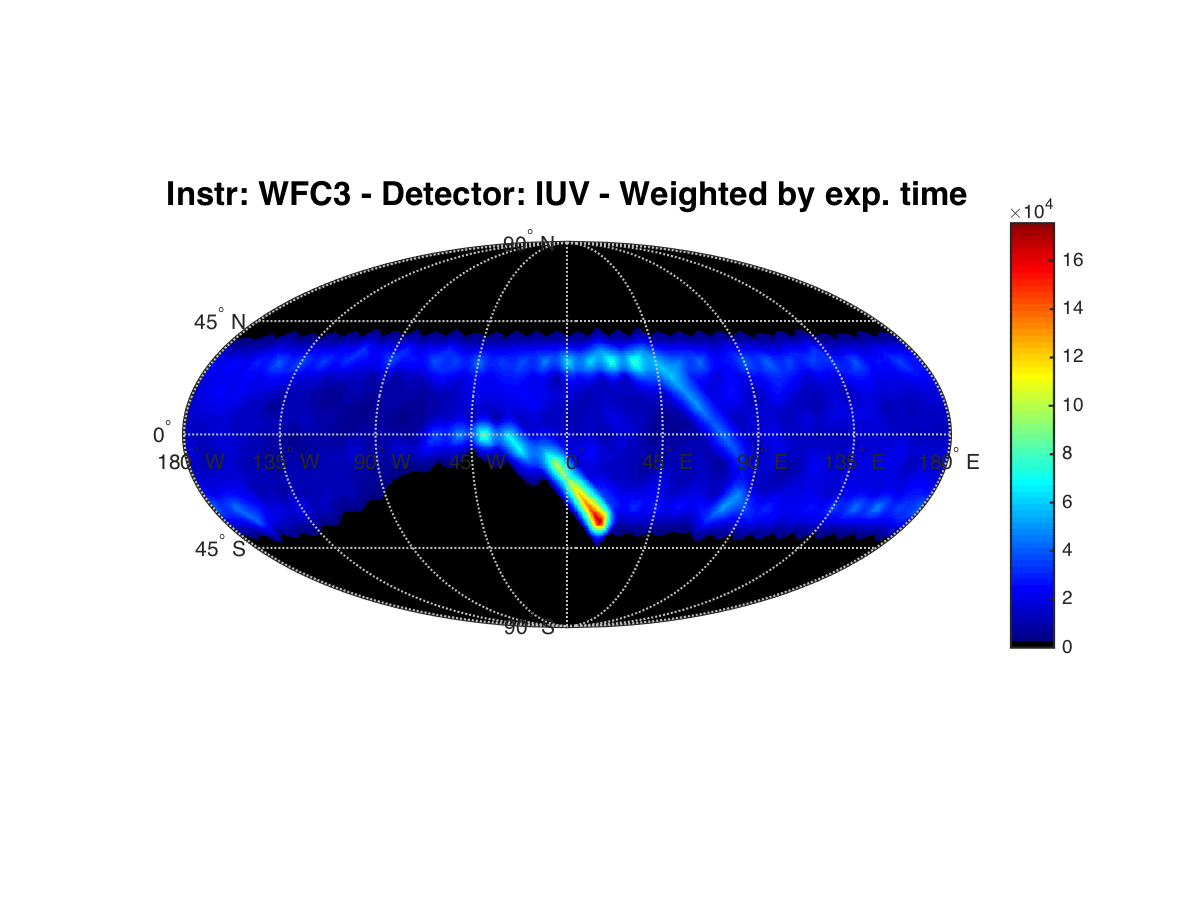 Instr: WFC3 - Detector: IUV - Weighted by exp. time
×10⁴
90° N
16
45° N
14
12
10
0°
180° W 135° W 90° W 45° W 0° 45° E 90° E 135° E 180° E
8
6
45° S
4
2
90° S
0